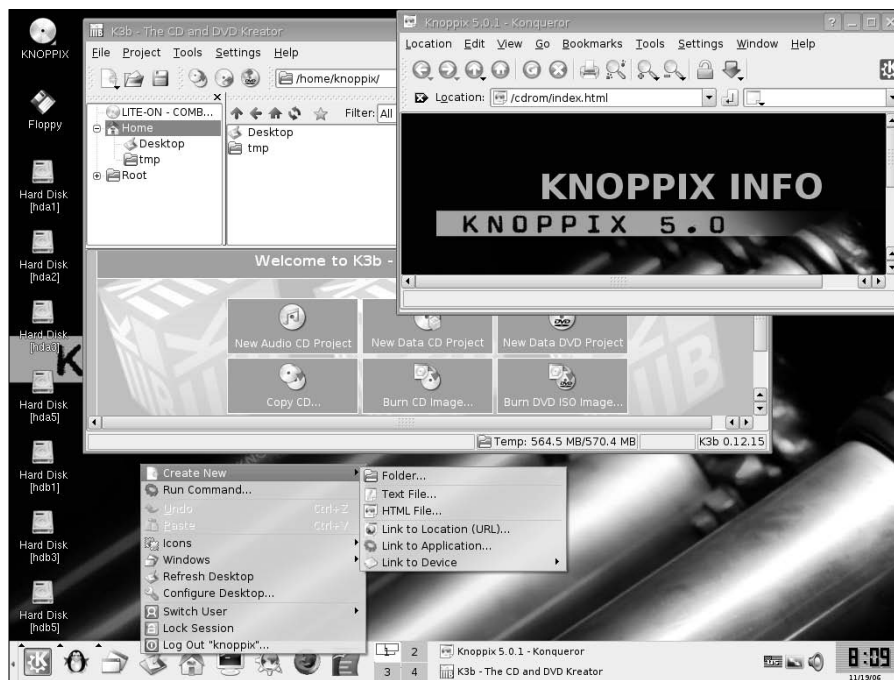 KNOPPIX
Floppy
Hard Disk
[hda1]
Hard Disk
[hda2]
Hard Disk
[hda3]
Hard Disk
[hda5]
Hard Disk
[hdb1]
Hard Disk
[hdb3]
Hard Disk
[hdb5]
K3b - The CD and DVD Kreator
File Project Tools Settings Help
/home/knoppix/
LITE-ON - COMB...
Home
Desktop
tmp
Root
Filter: All
Desktop
tmp
Welcome to K3b -
New Audio CD Project New Data CD Project New Data DVD Project
Copy CD... Burn CD Image... Burn DVD ISO Image...
Temp: 564.5 MB/570.4 MB K3b 0.12.15
Knoppix 5.0.1 - Konqueror
Location Edit View Go Bookmarks Tools Settings Window Help
Location: /cdrom/index.html
KNOPPIX INFO
KNOPPIX 5.0
Create New
Run Command...
Undo Ctrl+Z
Paste Ctrl+V
Icons
Windows
Refresh Desktop
Configure Desktop...
Switch User
Lock Session
Log Out "knoppix"...
Folder...
Text File...
HTML File...
Link to Location (URL)...
Link to Application...
Link to Device
1 2
3 4
Knoppix 5.0.1 - Konqueror
K3b - The CD and DVD Kreator
8:09
11/19/06